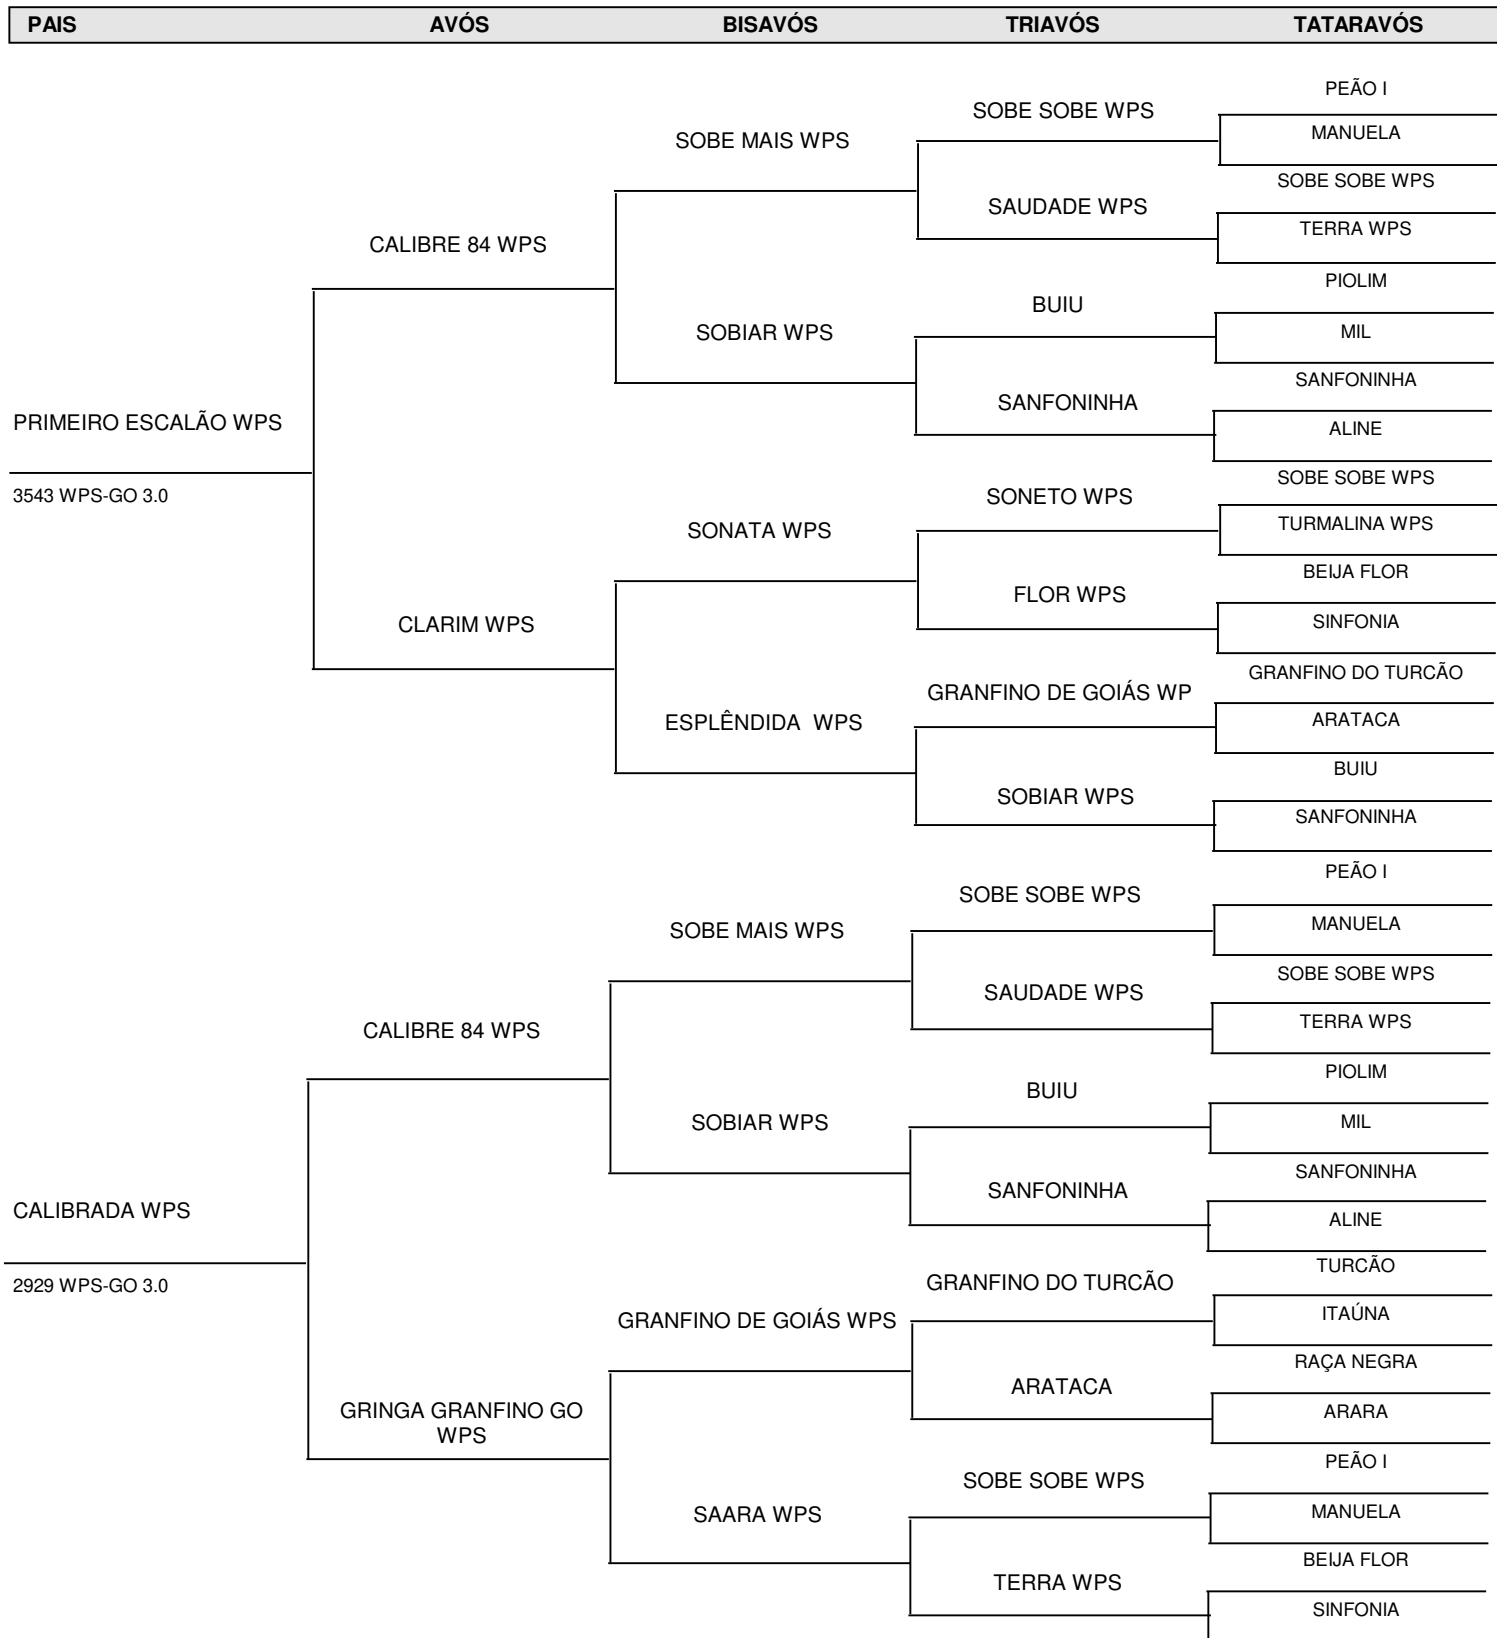 PAIS AVÓS BISAVÓS TRIAVÓS TATARAVÓS
PEÃO I
SOBE SOBE WPS
MANUELA
SOBE MAIS WPS
SOBE SOBE WPS
SAUDADE WPS
TERRA WPS
CALIBRE 84 WPS
PIOLIM
BUIU
MIL
SOBIAR WPS
SANFONINHA
SANFONINHA
ALINE
PRIMEIRO ESCALÃO WPS
3543 WPS-GO 3.0
SOBE SOBE WPS
SONETO WPS
TURMALINA WPS
SONATA WPS
BEIJA FLOR
FLOR WPS
SINFONIA
CLARIM WPS
GRANFINO DO TURCÃO
GRANFINO DE GOIÁS WP
ARATACA
ESPLÊNDIDA WPS
BUIU
SOBIAR WPS
SANFONINHA
PEÃO I
SOBE SOBE WPS
MANUELA
SOBE MAIS WPS
SOBE SOBE WPS
SAUDADE WPS
TERRA WPS
CALIBRE 84 WPS
PIOLIM
BUIU
MIL
SOBIAR WPS
SANFONINHA
SANFONINHA
ALINE
CALIBRADA WPS
2929 WPS-GO 3.0
TURCÃO
GRANFINO DO TURCÃO
ITAÚNA
GRANFINO DE GOIÁS WPS
RAÇA NEGRA
ARATACA
ARARA
GRINGA GRANFINO GO
WPS
PEÃO I
SOBE SOBE WPS
MANUELA
SAARA WPS
BEIJA FLOR
TERRA WPS
SINFONIA